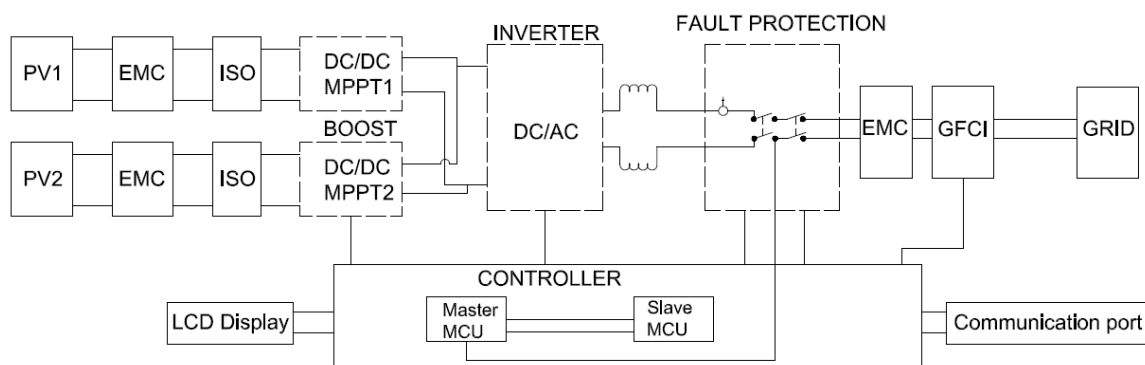 INVERTER
FAULT PROTECTION
PV1
EMC
ISO
DC/DC
MPPT1
BOOST
DC/AC
EMC
GFCI
GRID
PV2
EMC
ISO
DC/DC
MPPT2
CONTROLLER
LCD Display
Master
MCU
Slave
MCU
Communication port